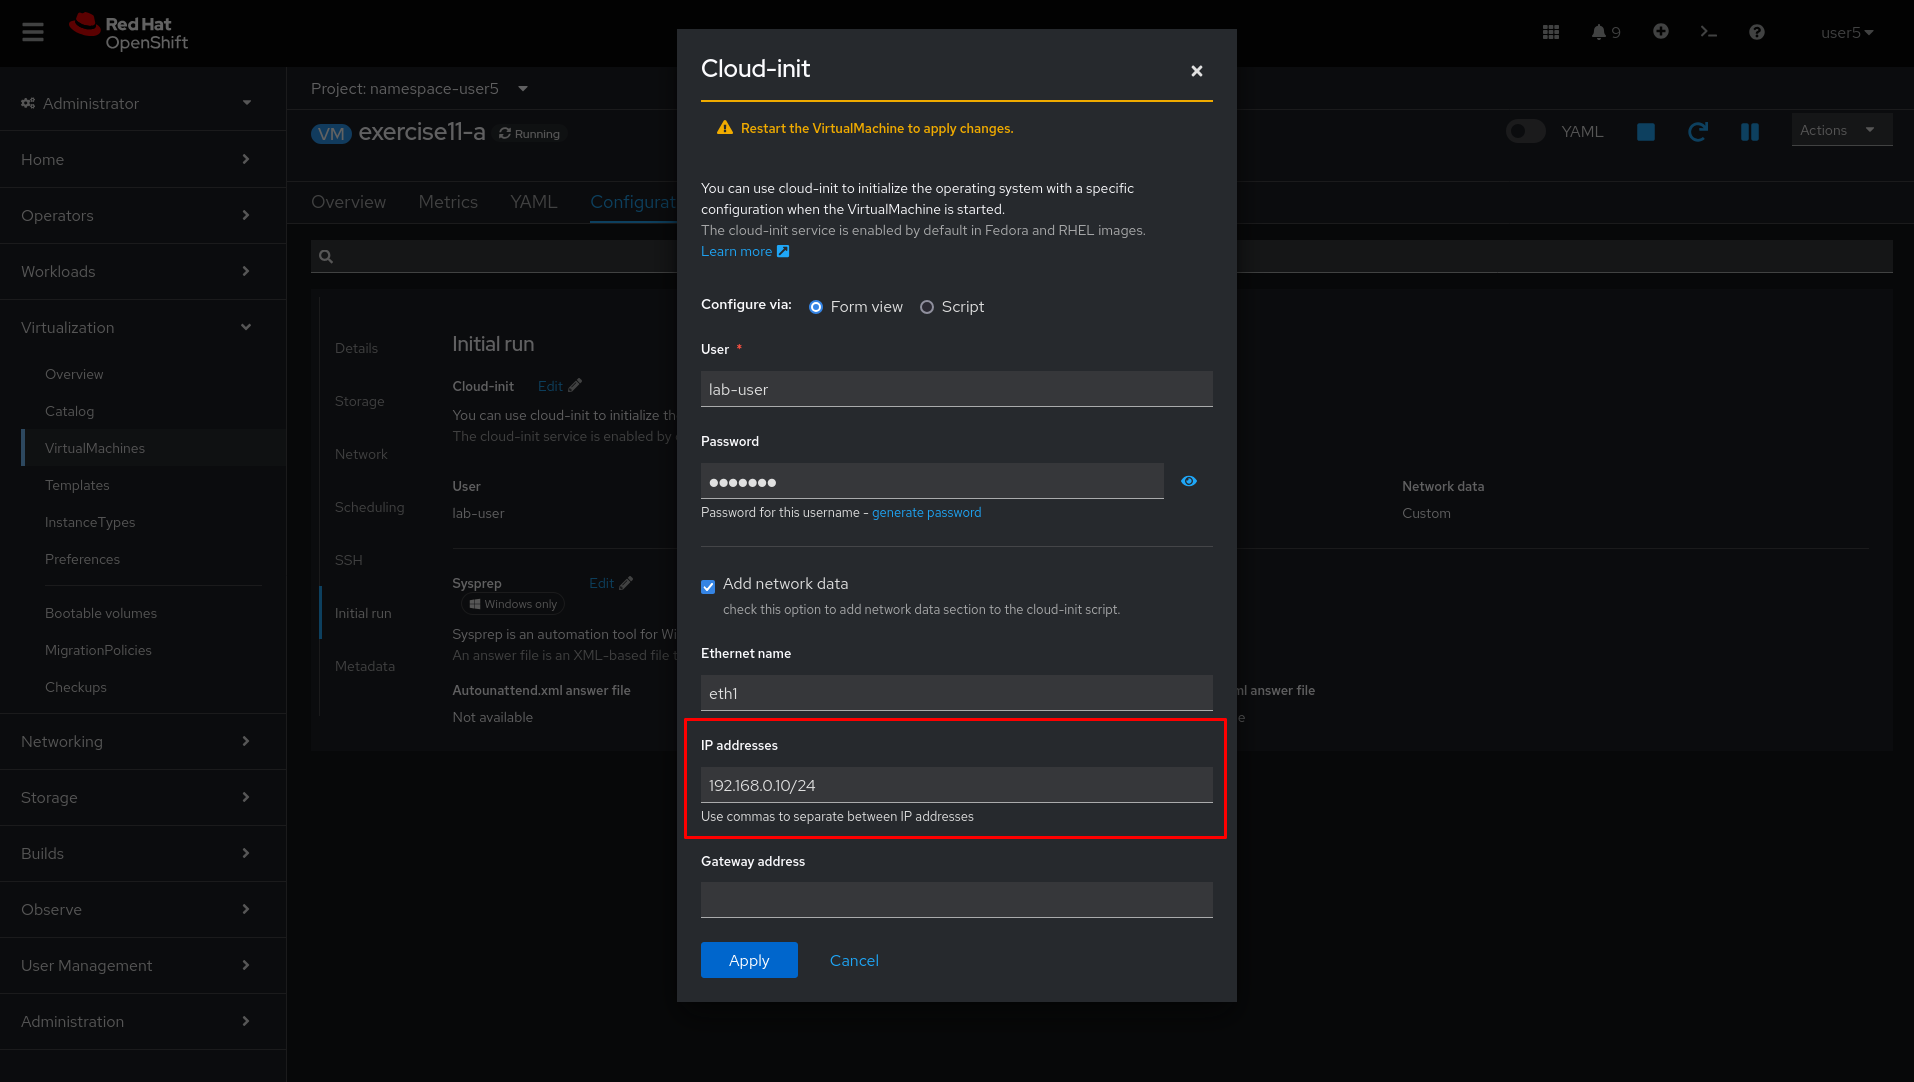 Red Hat
OpenShift
9
user5
Administrator
Home
Operators
Workloads
Virtualization
Overview
Catalog
VirtualMachines
Templates
InstanceTypes
Preferences
Bootable volumes
MigrationPolicies
Checkups
Networking
Storage
Builds
Observe
User Management
Administration
Project: namespace-user5
VM exercise11-a Running
YAML
Actions
Overview Metrics YAML Configurat
Details
Storage
Network
Scheduling
SSH
Initial run
Metadata
Initial run
Cloud-init Edit
You can use cloud-init to initialize th
The cloud-init service is enabled by
User
lab-user
Network data
Custom
Sysprep Edit
Windows only
Sysprep is an automation tool for Wi
An answer file is an XML-based file
Autounattend.xml answer file
Not available
ml answer file
e
Cloud-init
Restart the VirtualMachine to apply changes.
You can use cloud-init to initialize the operating system with a specific
configuration when the VirtualMachine is started.
The cloud-init service is enabled by default in Fedora and RHEL images.
Learn more
Configure via: Form view Script
User *
lab-user
Password
Password for this username - generate password
Add network data
check this option to add network data section to the cloud-init script.
Ethernet name
eth1
IP addresses
192.168.0.10/24
Use commas to separate between IP addresses
Gateway address
Apply Cancel